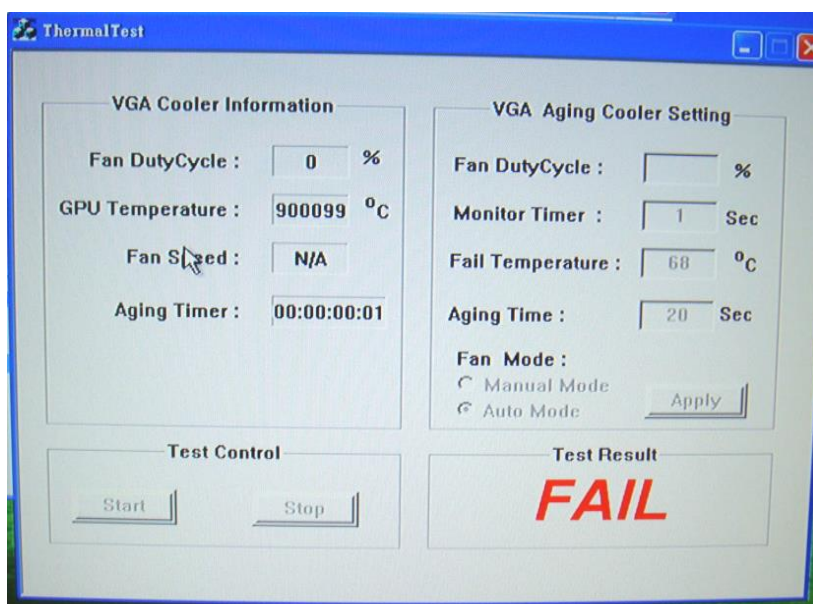 ThermalTest
VGA Cooler Information
Fan DutyCycle : 0 %
GPU Temperature : 900099 °C
Fan Speed : N/A
Aging Timer : 00:00:00:01
VGA Aging Cooler Setting
Fan DutyCycle : %
Monitor Timer : 1 Sec
Fail Temperature : 68 °C
Aging Time : 20 Sec
Fan Mode :
Manual Mode
Auto Mode
Apply
Test Control
Start Stop
Test Result
FAIL